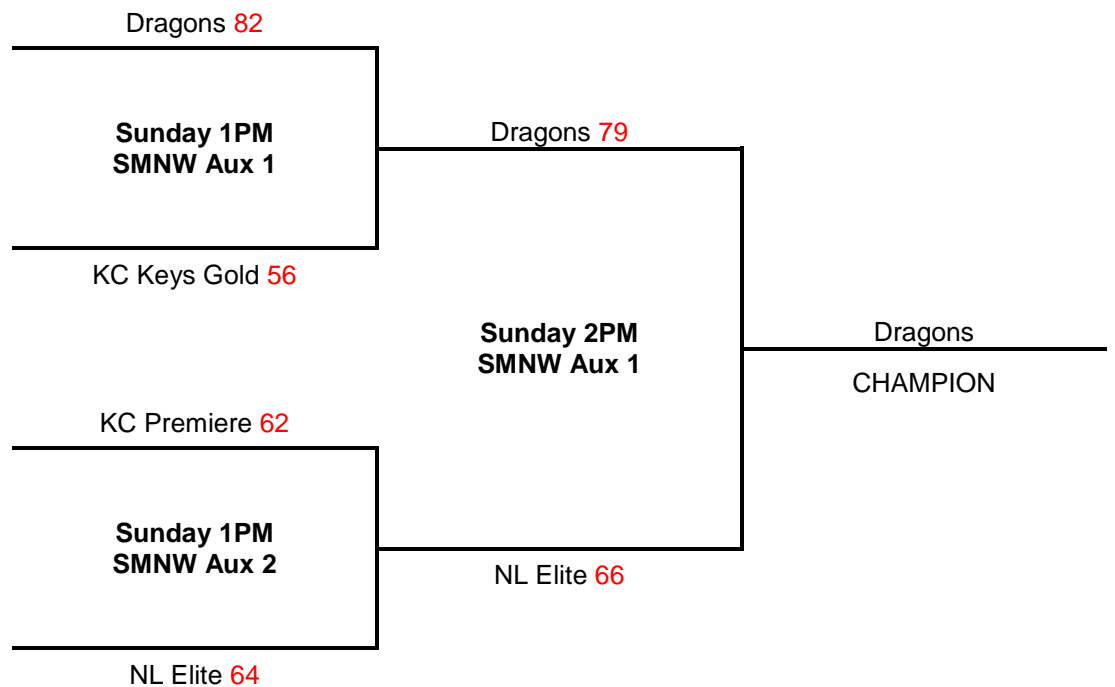 Dragons 82
Sunday 1PM
SMNW Aux 1
KC Keys Gold 56
Dragons 79
Sunday 2PM
SMNW Aux 1
Dragons
CHAMPION
KC Premiere 62
Sunday 1PM
SMNW Aux 2
NL Elite 64
NL Elite 66